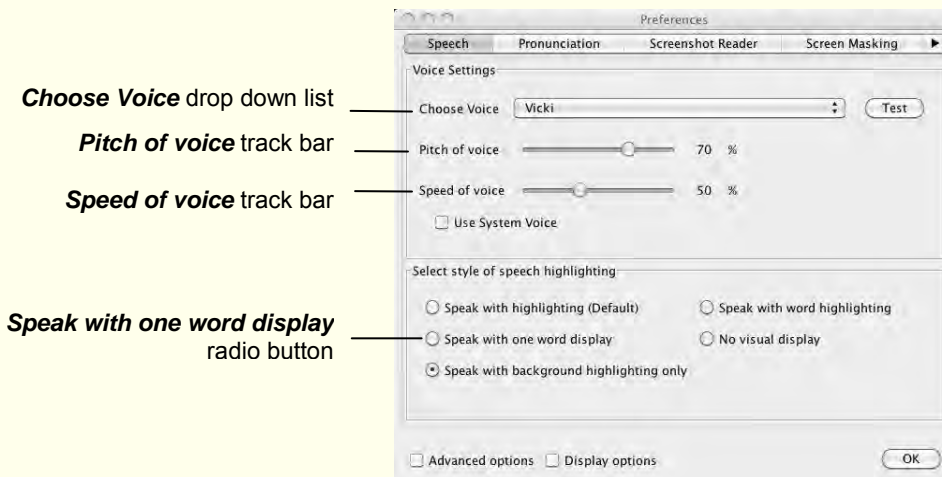 Preferences
Speech Pronunciation Screenshot Reader Screen Masking
Voice Settings
Choose Voice drop down list
Choose Voice Vicki Test
Pitch of voice track bar
Pitch of voice 70 %
Speed of voice track bar
Speed of voice 50 %
Use System Voice
Select style of speech highlighting
Speak with highlighting (Default) Speak with word highlighting
Speak with one word display
radio button
Speak with one word display No visual display
Speak with background highlighting only
Advanced options Display options OK